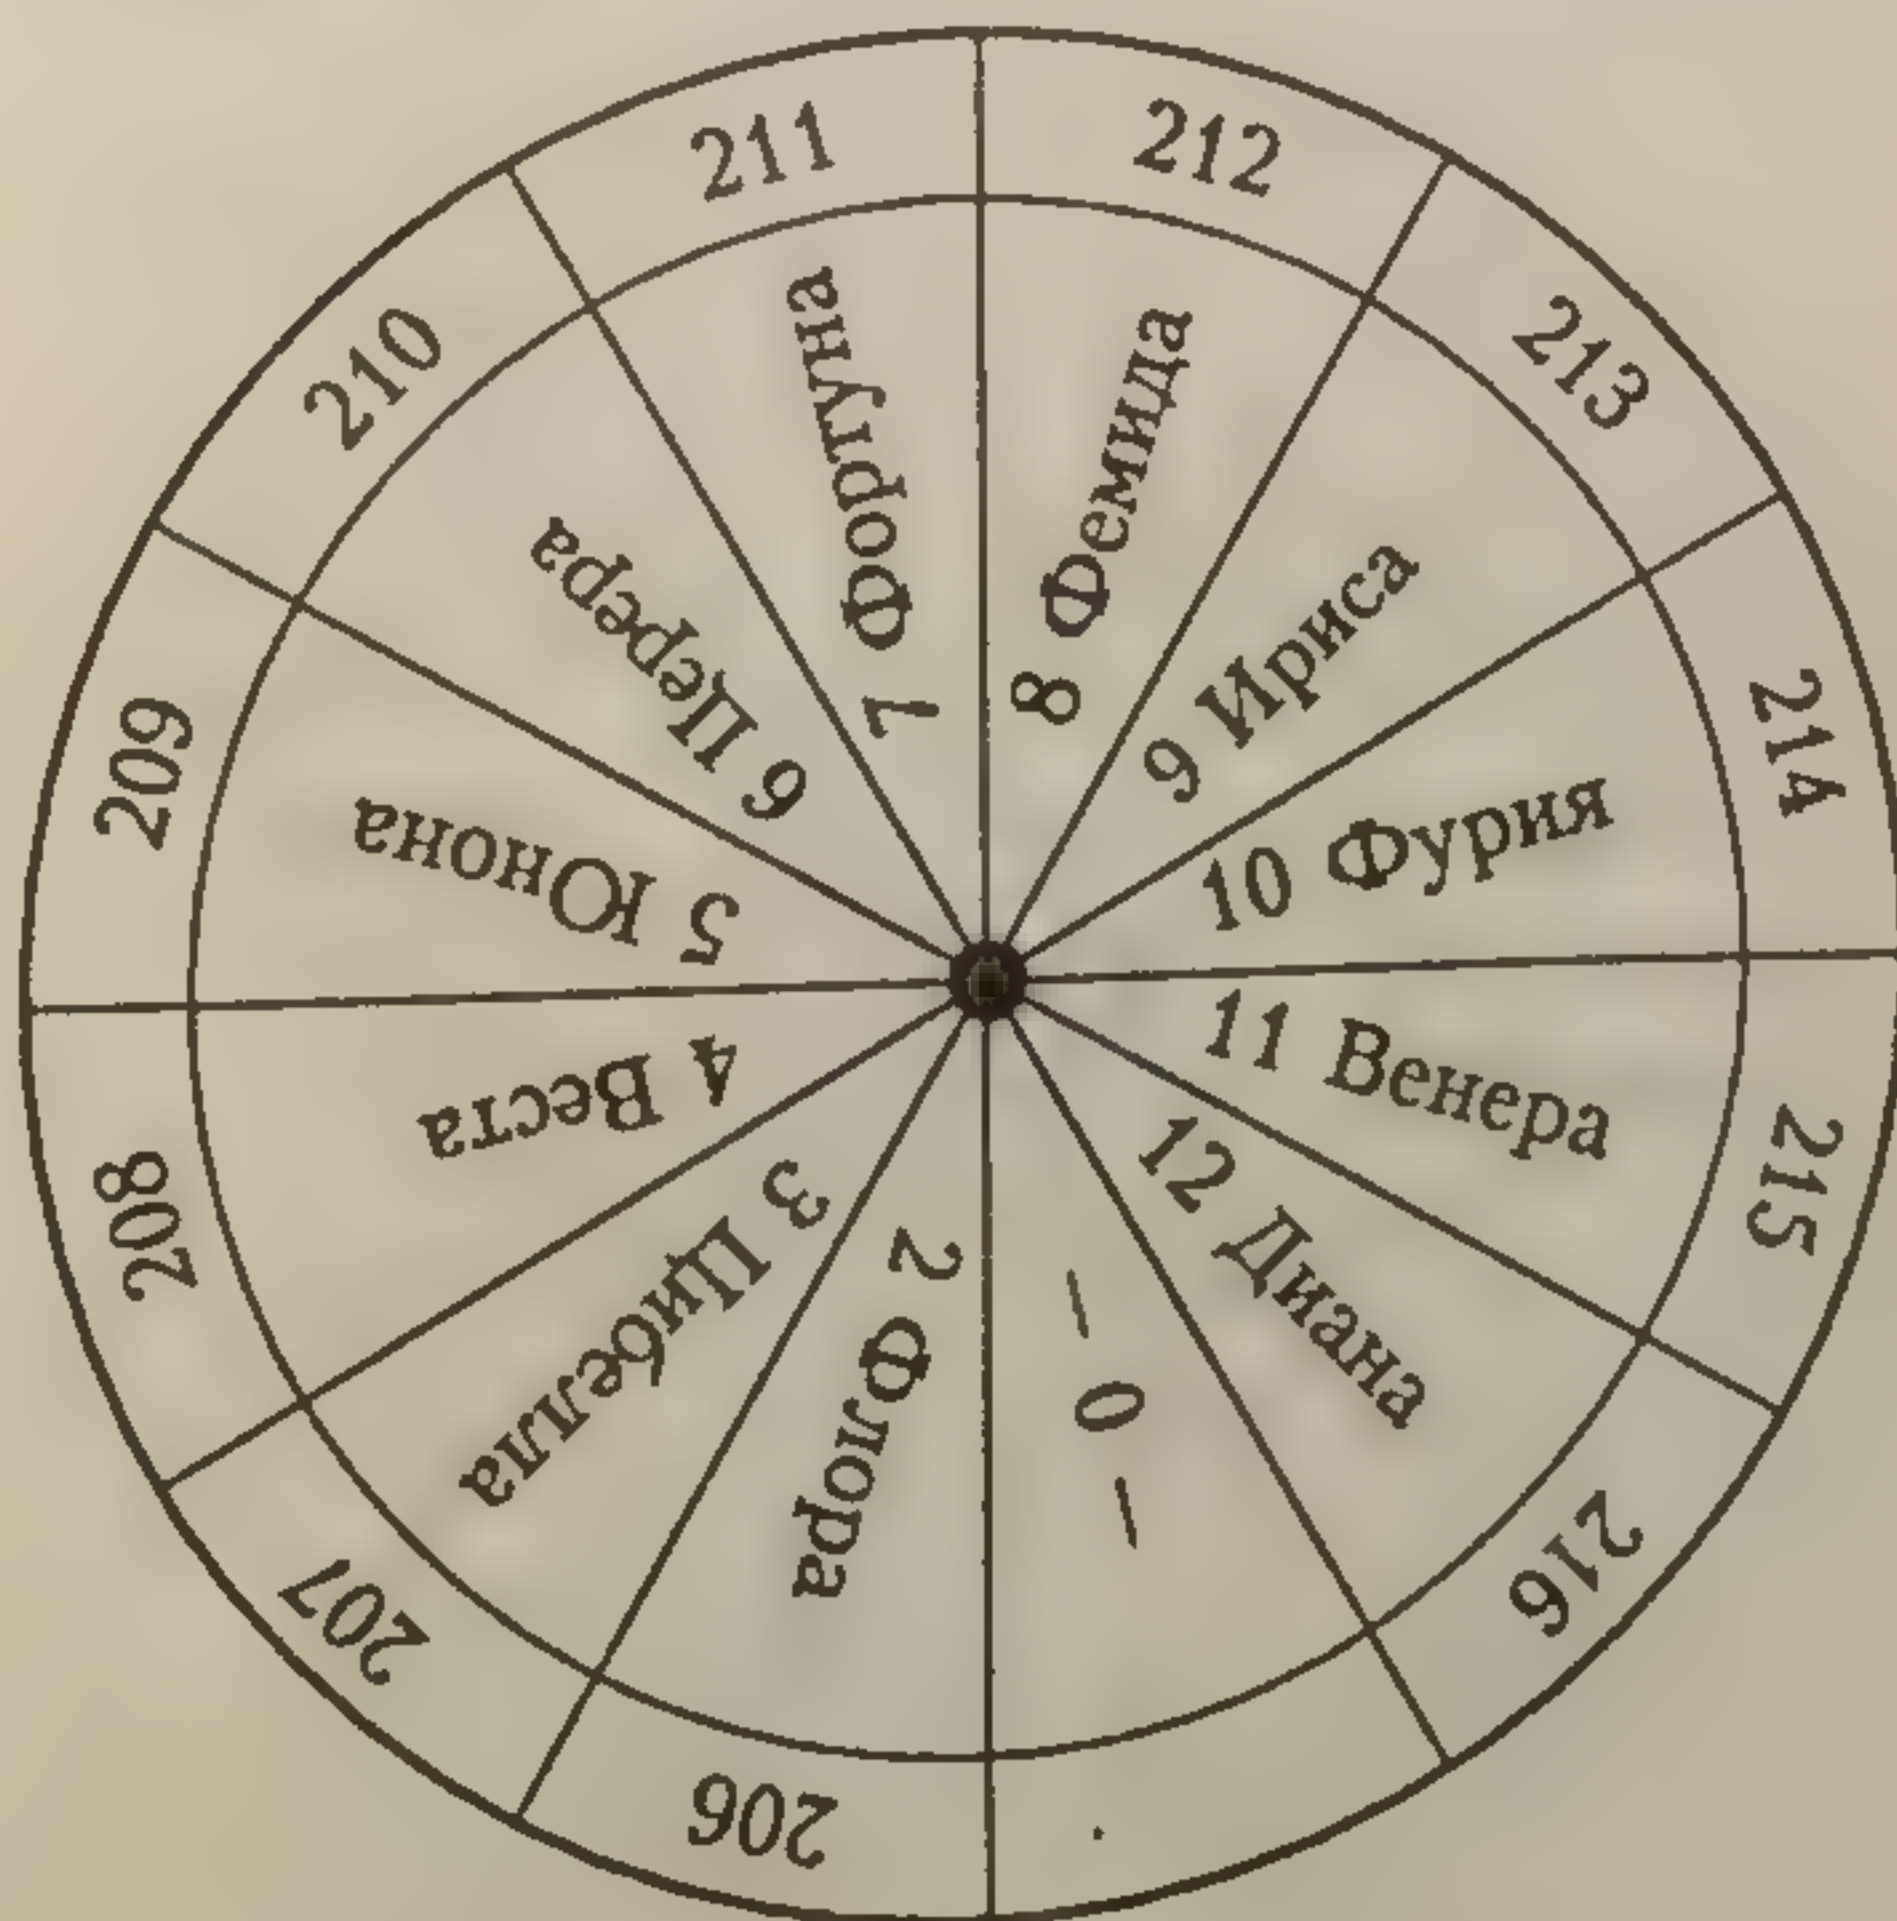 206
2 Флора
207
3 Цибелла
208
4 Веста
209
5 Юнона
210
6 Церера
211
7 Фортуна
212
8 Фемида
213
9 Ириса
214
10 Фурия
215
11 Венера
216
12 Диана
– 0 –